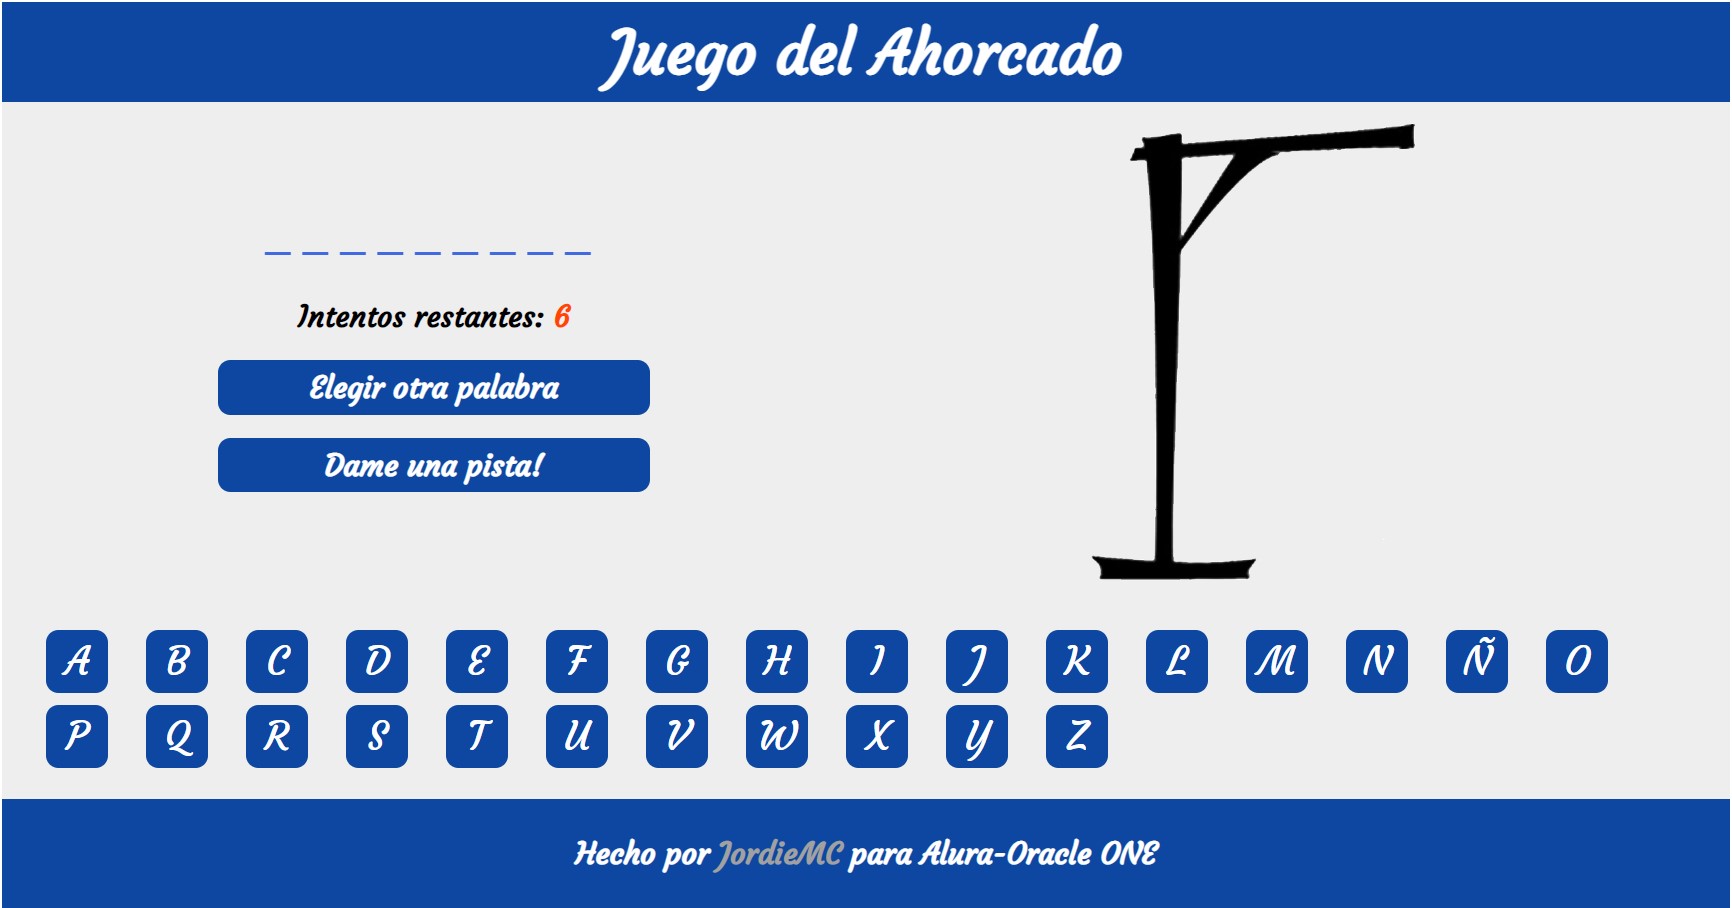 Juego del Ahorcado
_ _ _ _ _ _ _ _ _
Intentos restantes: 6
Elegir otra palabra
Dame una pista!
A B C D E F G H I J K L M N Ñ O
P Q R S T U V W X Y Z
Hecho por JordieMC para Alura-Oracle ONE